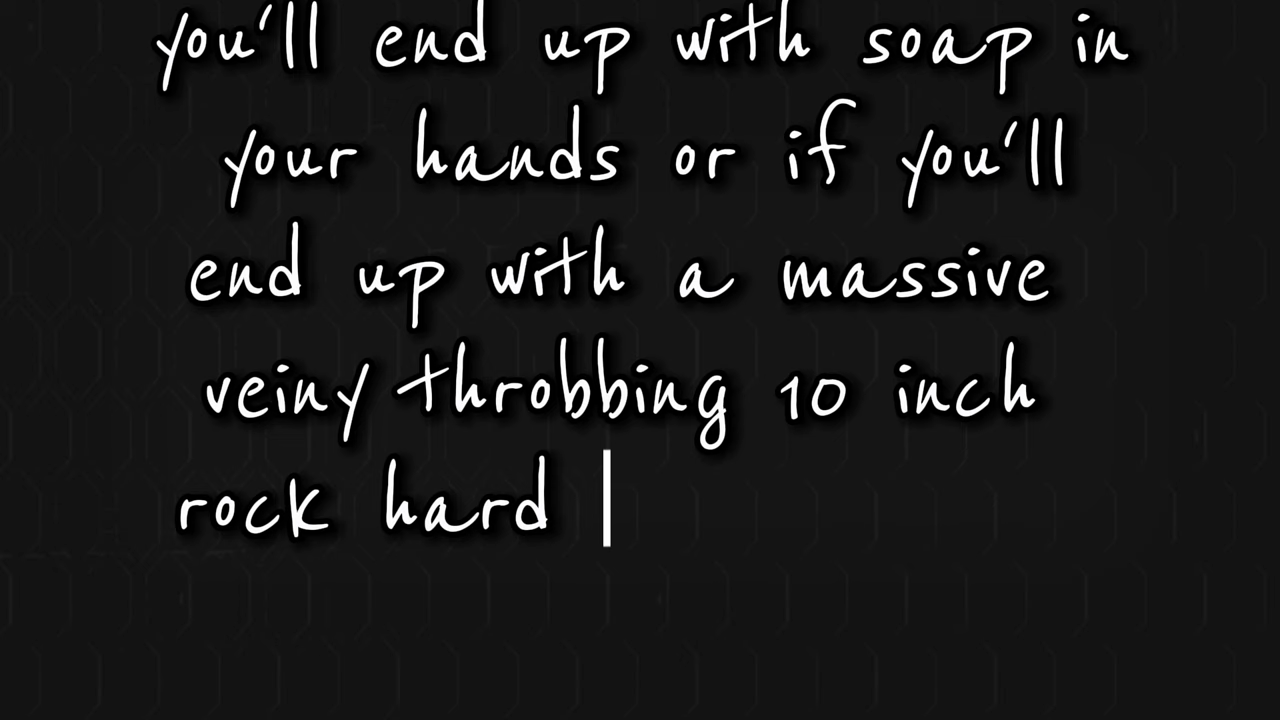 you'll end up with soap in
your hands or if you'll
end up with a massive
veiny throbbing 10 inch
rock hard